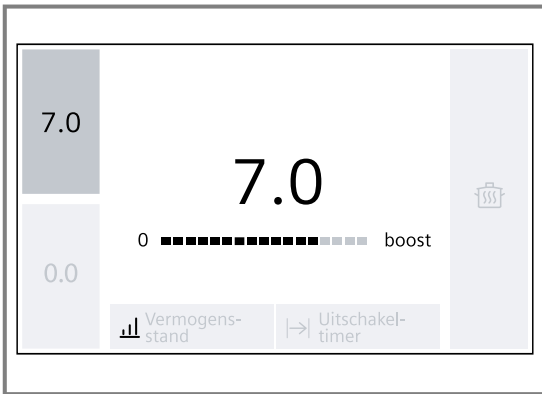 7.0
0.0
7.0
0 boost
Vermogens-
stand
Uitschakel-
timer